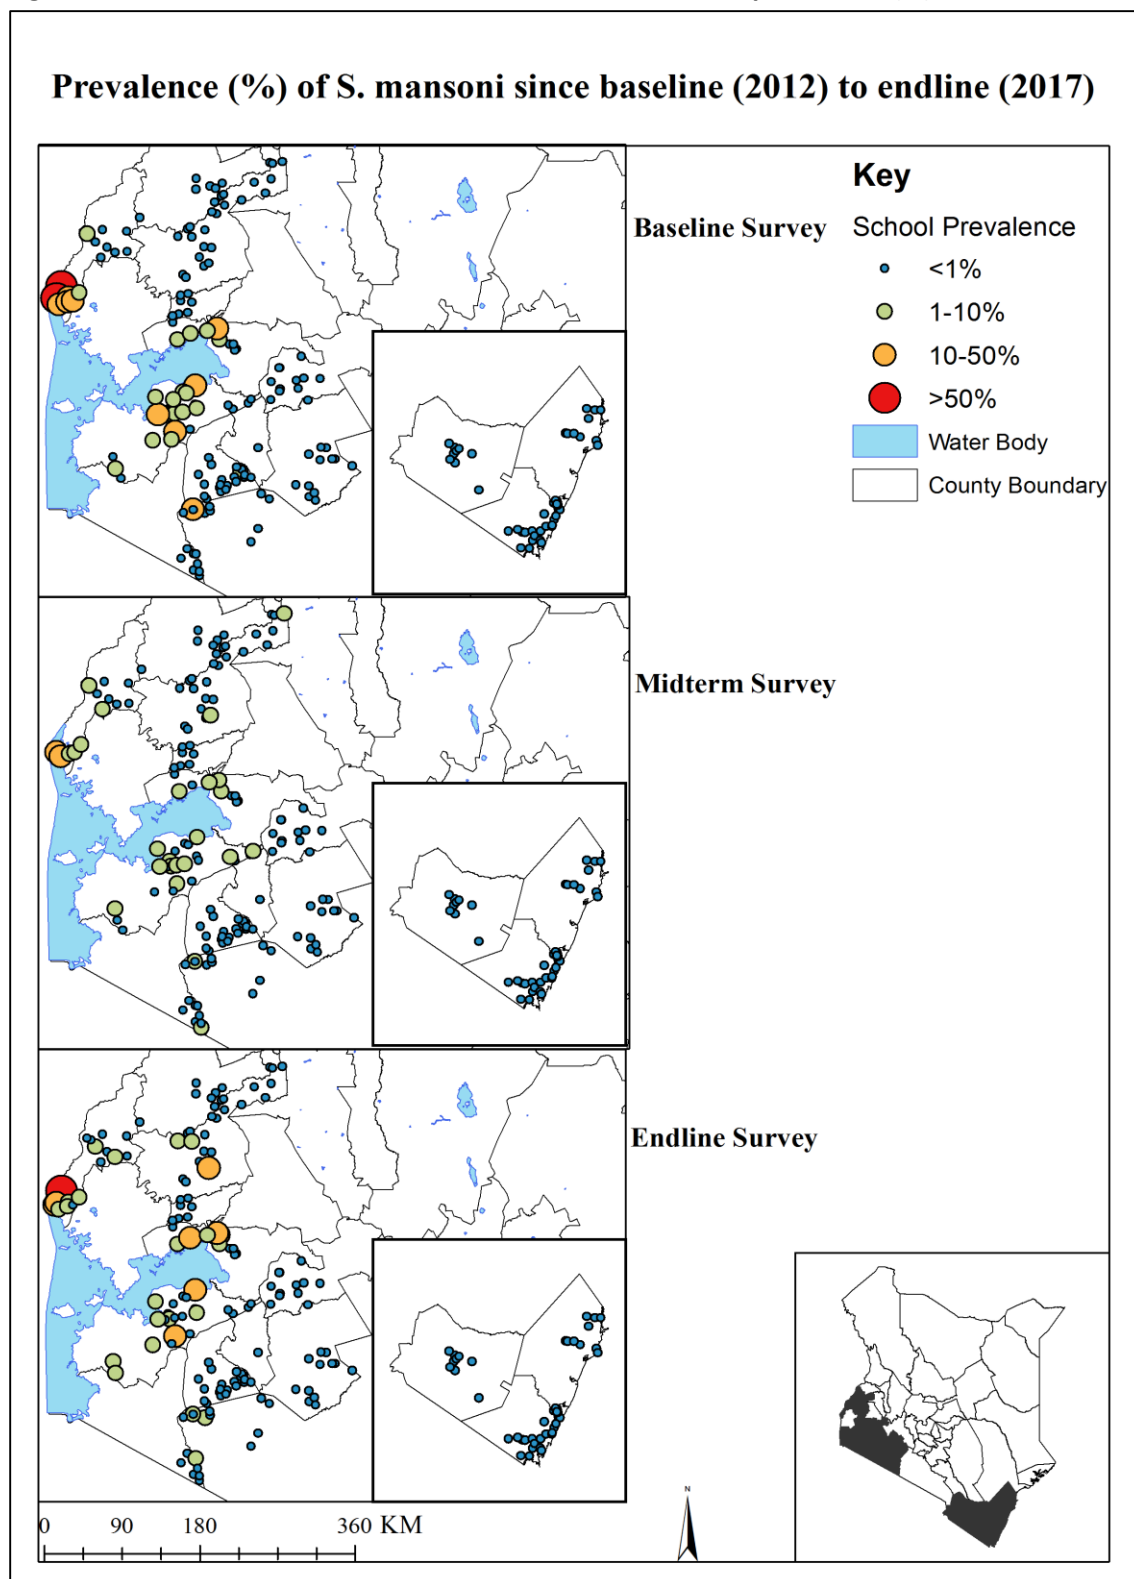 Prevalence (%) of S. mansoni since baseline (2012) to endline (2017)
Baseline Survey
Key
School Prevalence
<1%
1-10%
10-50%
>50%
Water Body
County Boundary
Midterm Survey
Endline Survey
N
0 90 180 360 KM